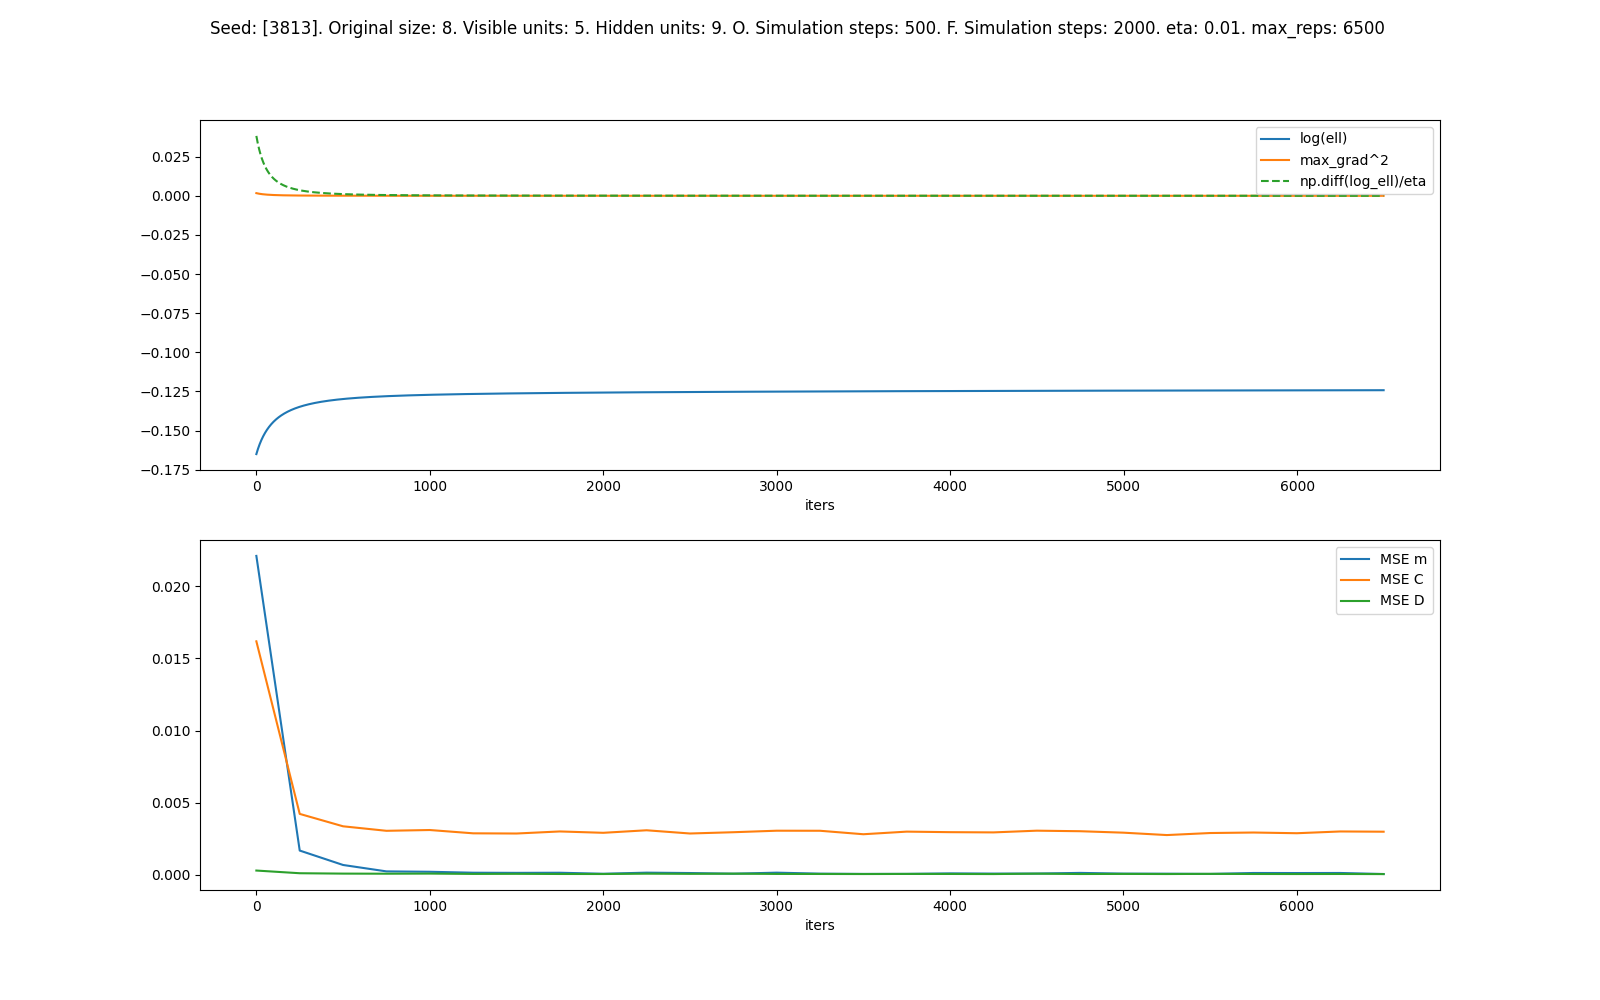 Seed: [3813]. Original size: 8. Visible units: 5. Hidden units: 9. O. Simulation steps: 500. F. Simulation steps: 2000. eta: 0.01. max_reps: 6500
log(ell)
max_grad^2
np.diff(log_ell)/eta
0.025
0.000
−0.025
−0.050
−0.075
−0.100
−0.125
−0.150
−0.175
0 1000 2000 3000 4000 5000 6000
iters
MSE m
MSE C
MSE D
0.020
0.015
0.010
0.005
0.000
0 1000 2000 3000 4000 5000 6000
iters